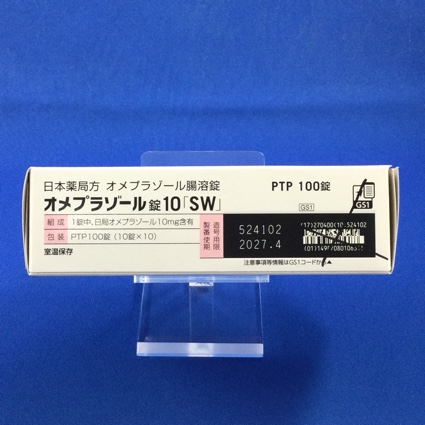 日本薬局方 オメプラゾール腸溶錠
オメプラゾール錠10「SW」
PTP 100錠
GS1
GS1
組成 1錠中、日局オメプラゾール10mg含有
包装 PTP100錠（10錠×10）
室温保存
製造番号
使用期限
524102
2027.4
(17)270400(10)524102
注意事項等情報はGS1コードから▲